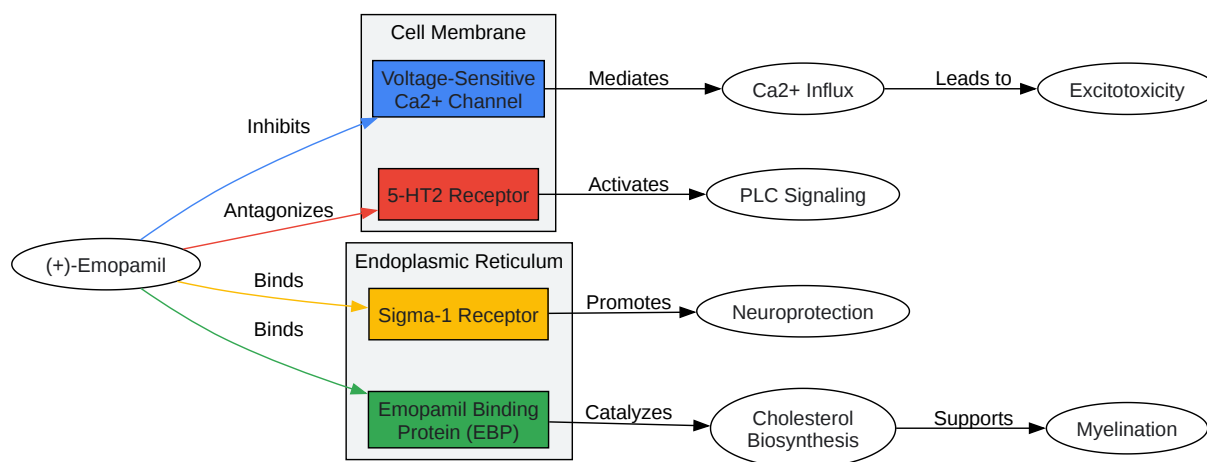 Cell Membrane
Voltage-Sensitive
Ca2+ Channel
Mediates
Ca2+ Influx
Leads to
Excitotoxicity
Inhibits
5-HT2 Receptor
Activates
PLC Signaling
Antagonizes
(+)-Emopamil
Endoplasmic Reticulum
Binds
Sigma-1 Receptor
Promotes
Neuroprotection
Binds
Emopamil Binding
Protein (EBP)
Catalyzes
Cholesterol
Biosynthesis
Supports
Myelination